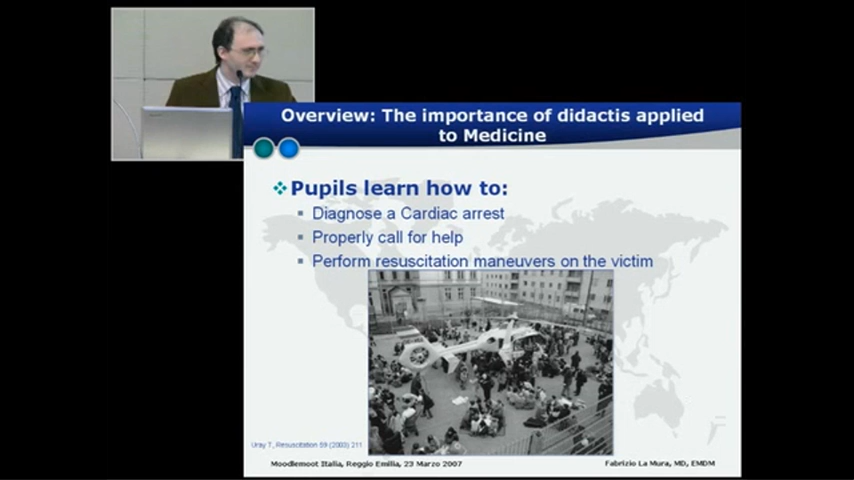 Overview: The importance of didactis applied
to Medicine
Pupils learn how to:
Diagnose a Cardiac arrest
Properly call for help
Perform resuscitation maneuvers on the victim
Uray T, Resuscitation 59 (2003) 211
Moodlemoot Italia, Reggio Emilia, 23 Marzo 2007
Fabrizio La Mura, MD, EMDM